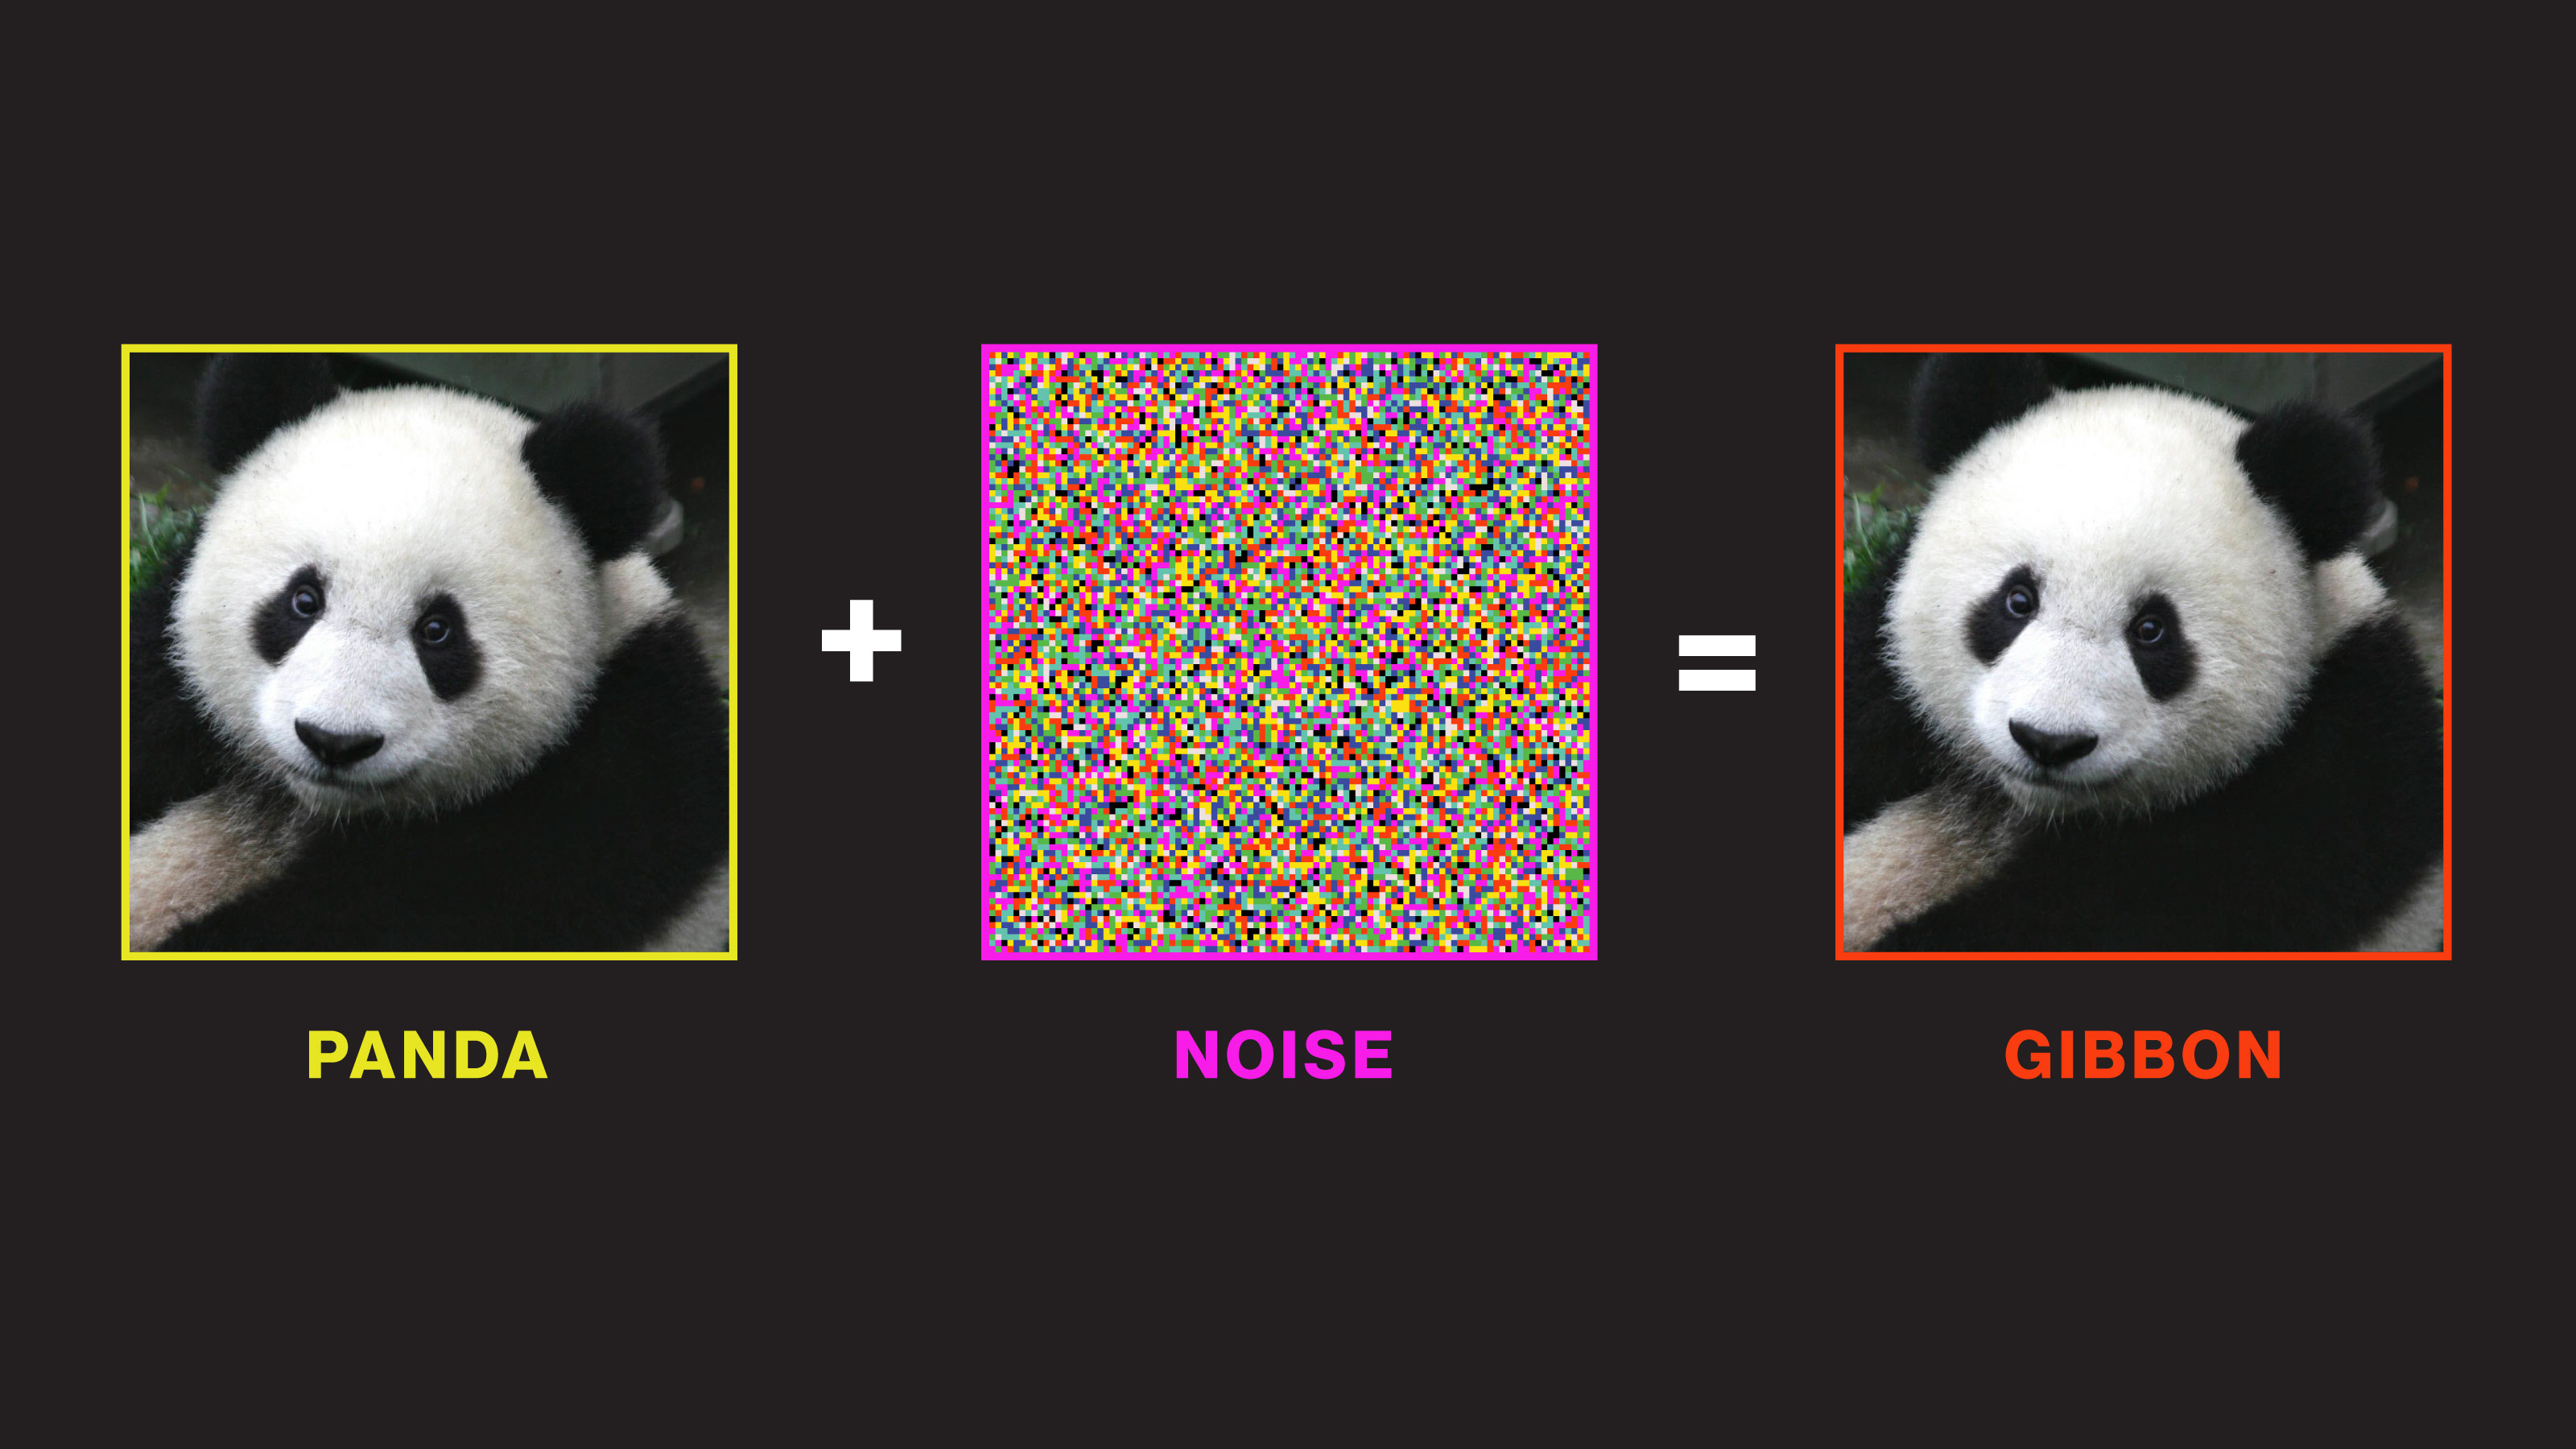 +
=
PANDA
NOISE
GIBBON